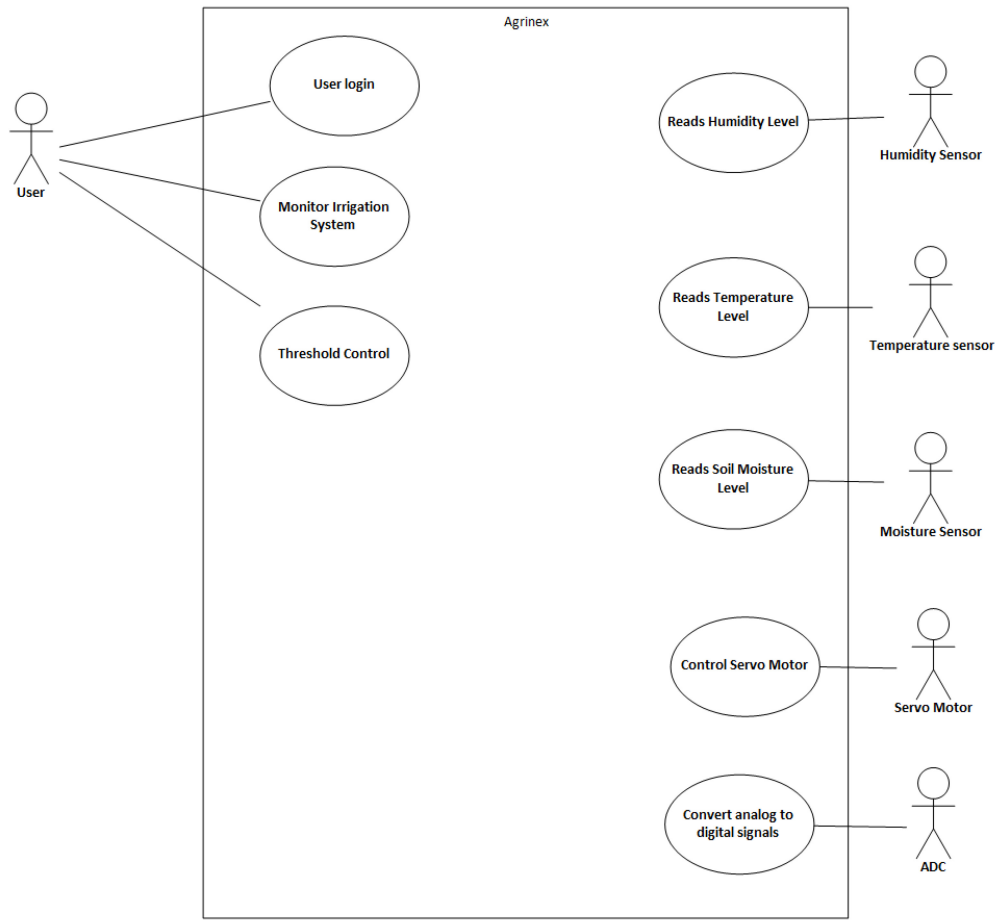 Agrinex
User login
Monitor Irrigation
System
Threshold Control
User
Reads Humidity Level
Humidity Sensor
Reads Temperature
Level
Temperature sensor
Reads Soil Moisture
Level
Moisture Sensor
Control Servo Motor
Servo Motor
Convert analog to
digital signals
ADC